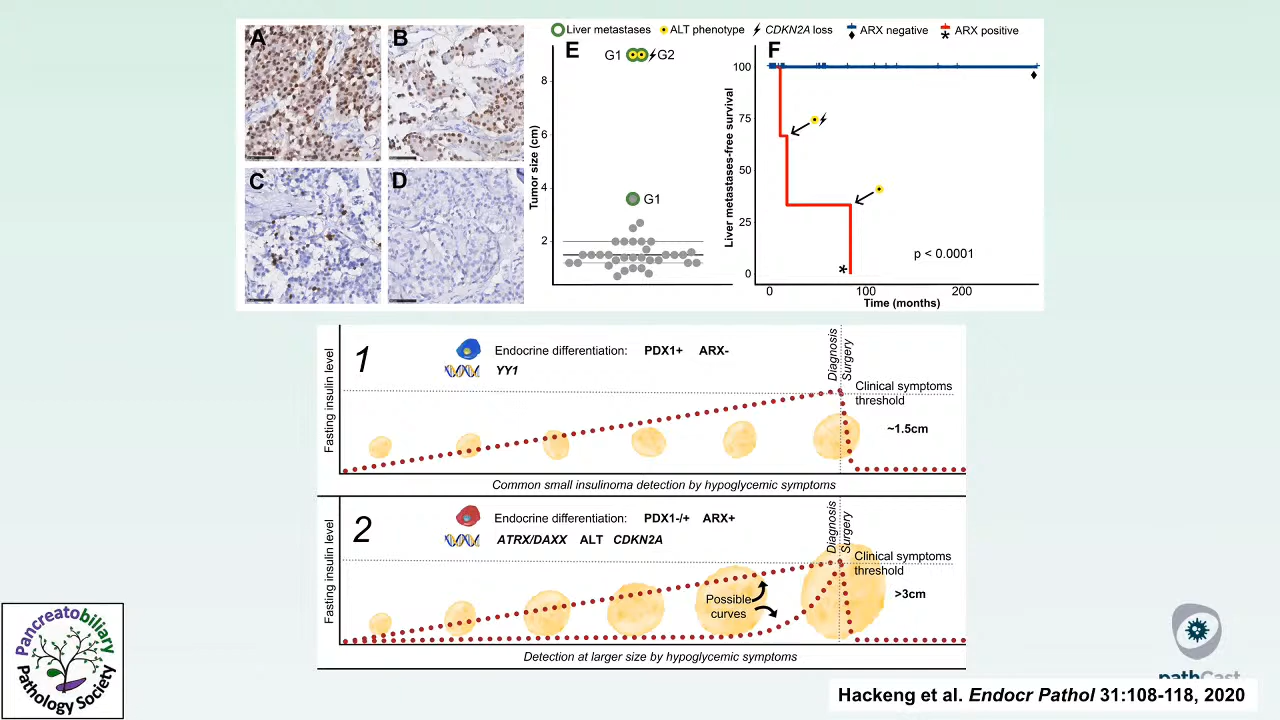 Liver metastases ALT phenotype CDKN2A loss ARX negative ARX positive
A
B
C
D
E
G1
G2
G1
Tumor size (cm)
8
6
4
2
F
Liver metastases-free survival
100
75
50
25
0
p < 0.0001
*
0 100 200
Time (months)
1
Fasting insulin level
Endocrine differentiation: PDX1+ ARX-
YY1
Diagnosis
Surgery
Clinical symptoms
threshold
~1.5cm
Common small insulinoma detection by hypoglycemic symptoms
2
Fasting insulin level
Endocrine differentiation: PDX1-/+ ARX+
ATRX/DAXX ALT CDKN2A
Diagnosis
Surgery
Clinical symptoms
threshold
>3cm
Possible
curves
Detection at larger size by hypoglycemic symptoms
Pancreatobiliary
Pathology Society
pathCast
Hackeng et al. Endocr Pathol 31:108-118, 2020